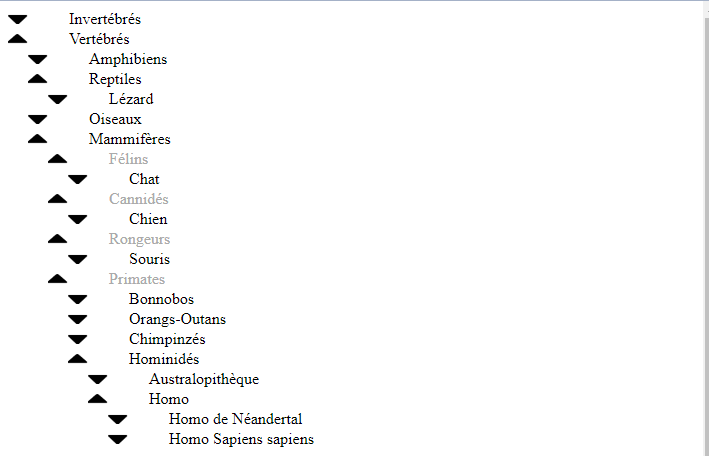 Invertébrés
Vertébrés
Amphibiens
Reptiles
Lézard
Oiseaux
Mammifères
Félins
Chat
Cannidés
Chien
Rongeurs
Souris
Primates
Bonnobos
Orangs-Outans
Chimpinzés
Hominidés
Australopithèque
Homo
Homo de Néandertal
Homo Sapiens sapiens